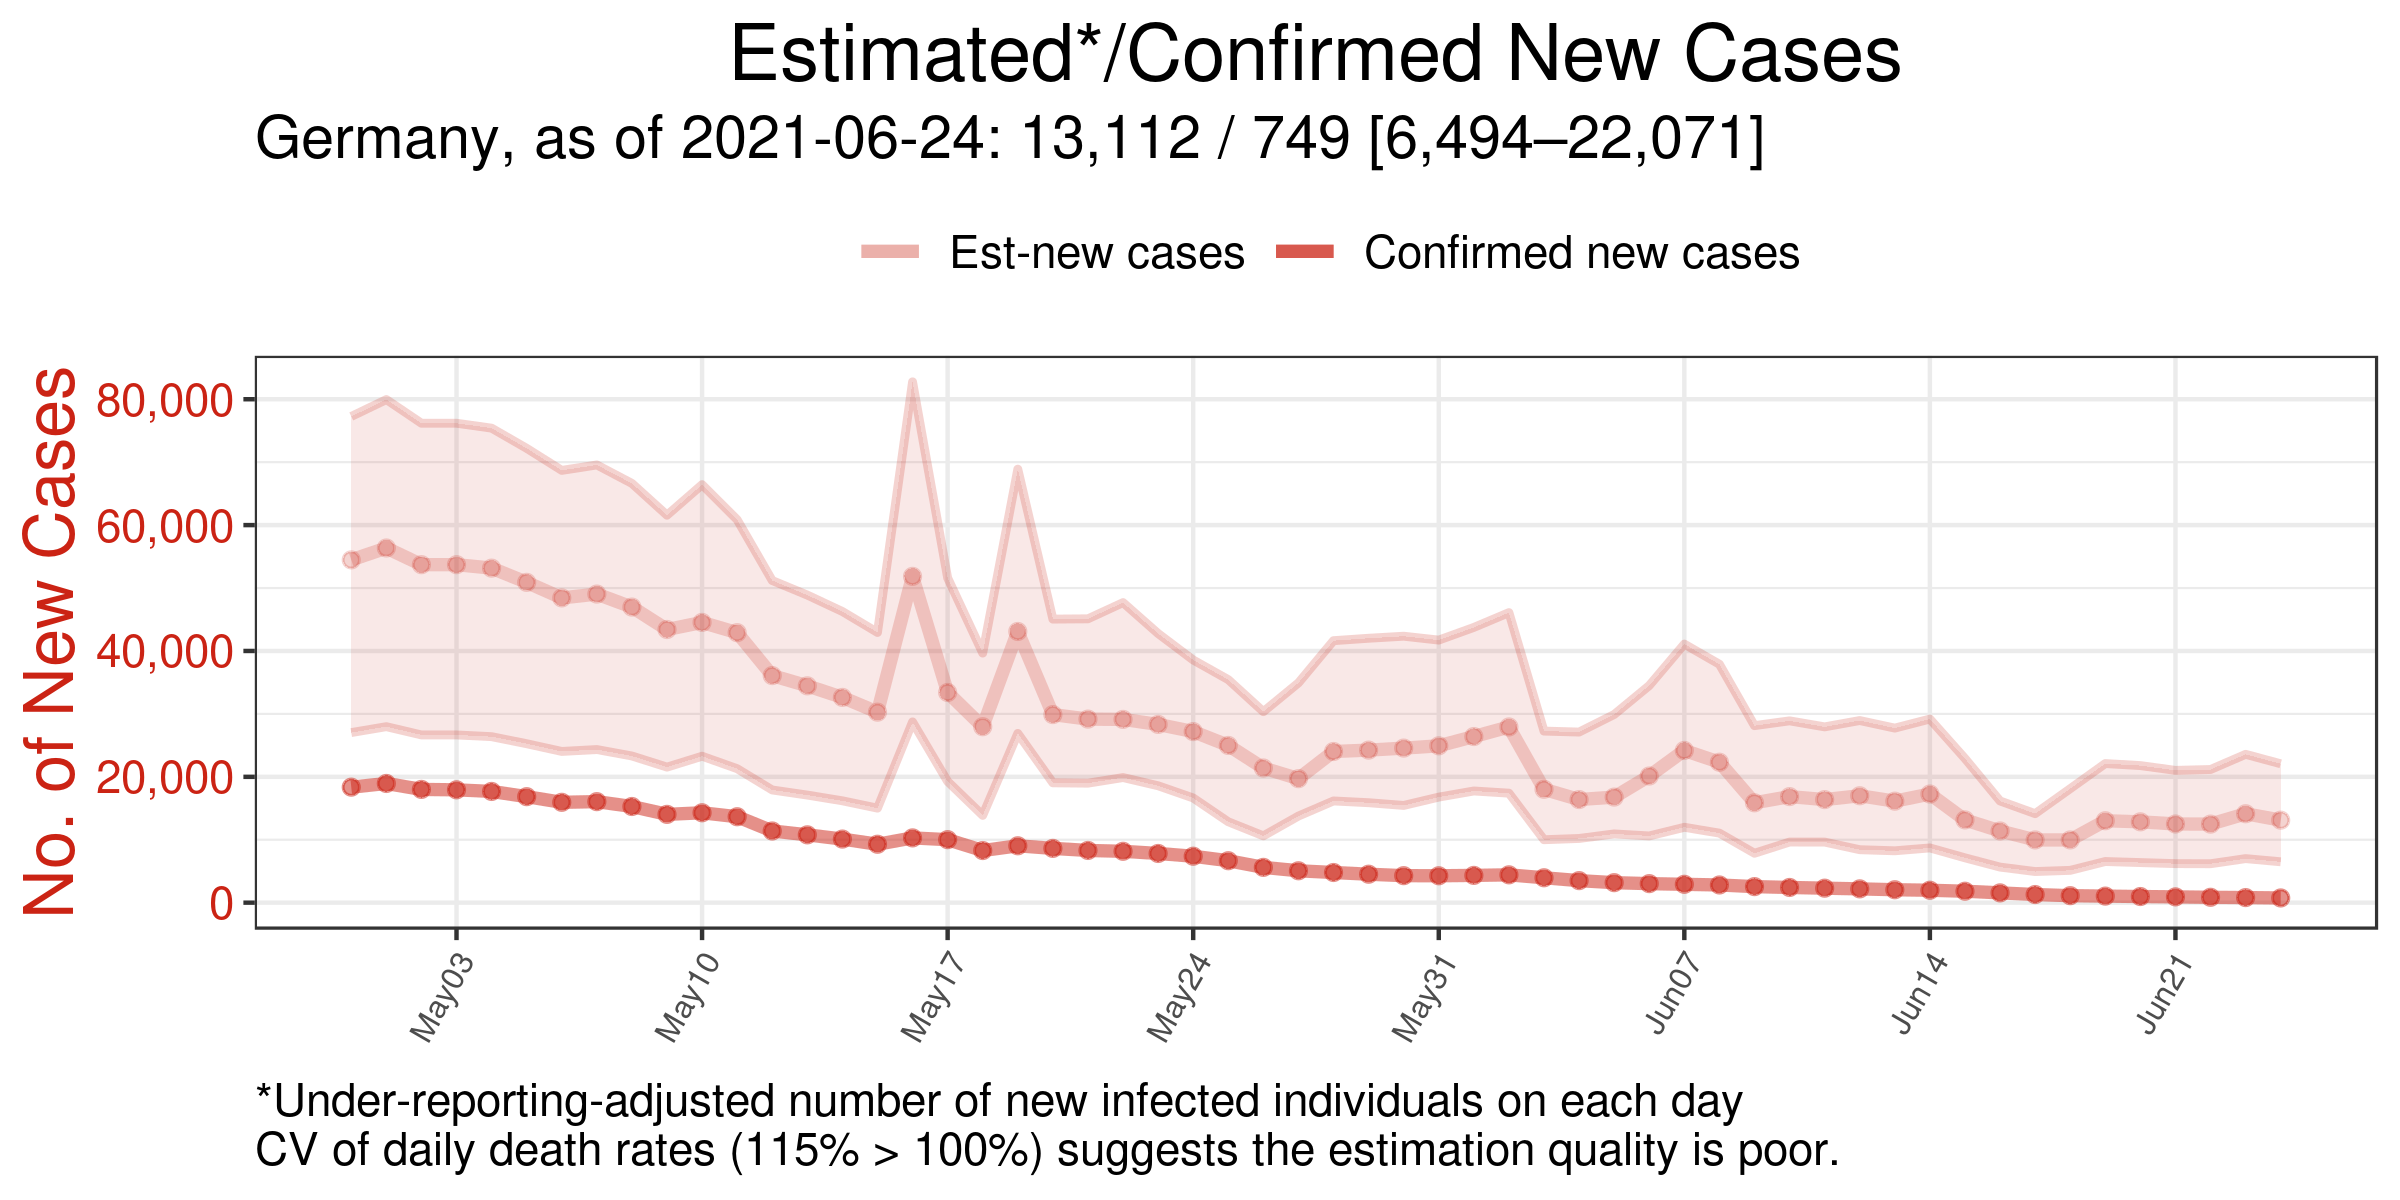 Estimated*/Confirmed New Cases
Germany, as of 2021-06-24: 13,112 / 749 [6,494–22,071]
Est-new cases
Confirmed new cases
No. of New Cases
80,000
60,000
40,000
20,000
0
May03
May10
May17
May24
May31
Jun07
Jun14
Jun21
*Under-reporting-adjusted number of new infected individuals on each day
CV of daily death rates (115% > 100%) suggests the estimation quality is poor.